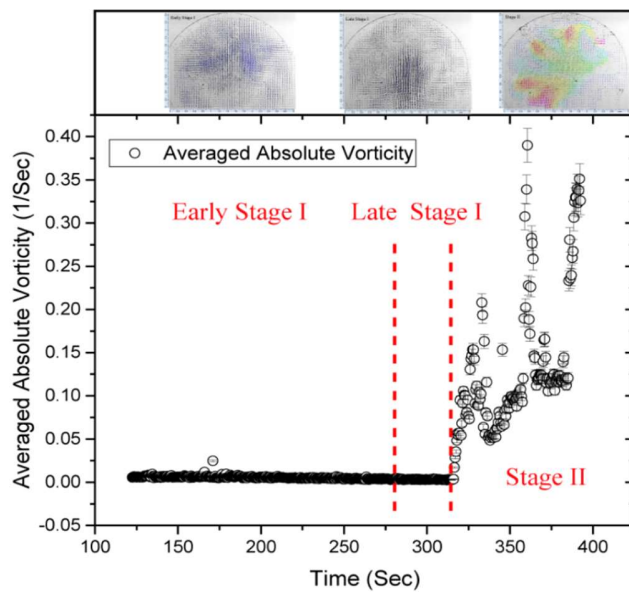 Early Stage I
Late Stage I
Stage II
0.40
0.35
0.30
0.25
0.20
0.15
0.10
0.05
0.00
-0.05
Averaged Absolute Vorticity (1/Sec)
Averaged Absolute Vorticity
Early Stage I
Late Stage I
Stage II
100 150 200 250 300 350 400
Time (Sec)